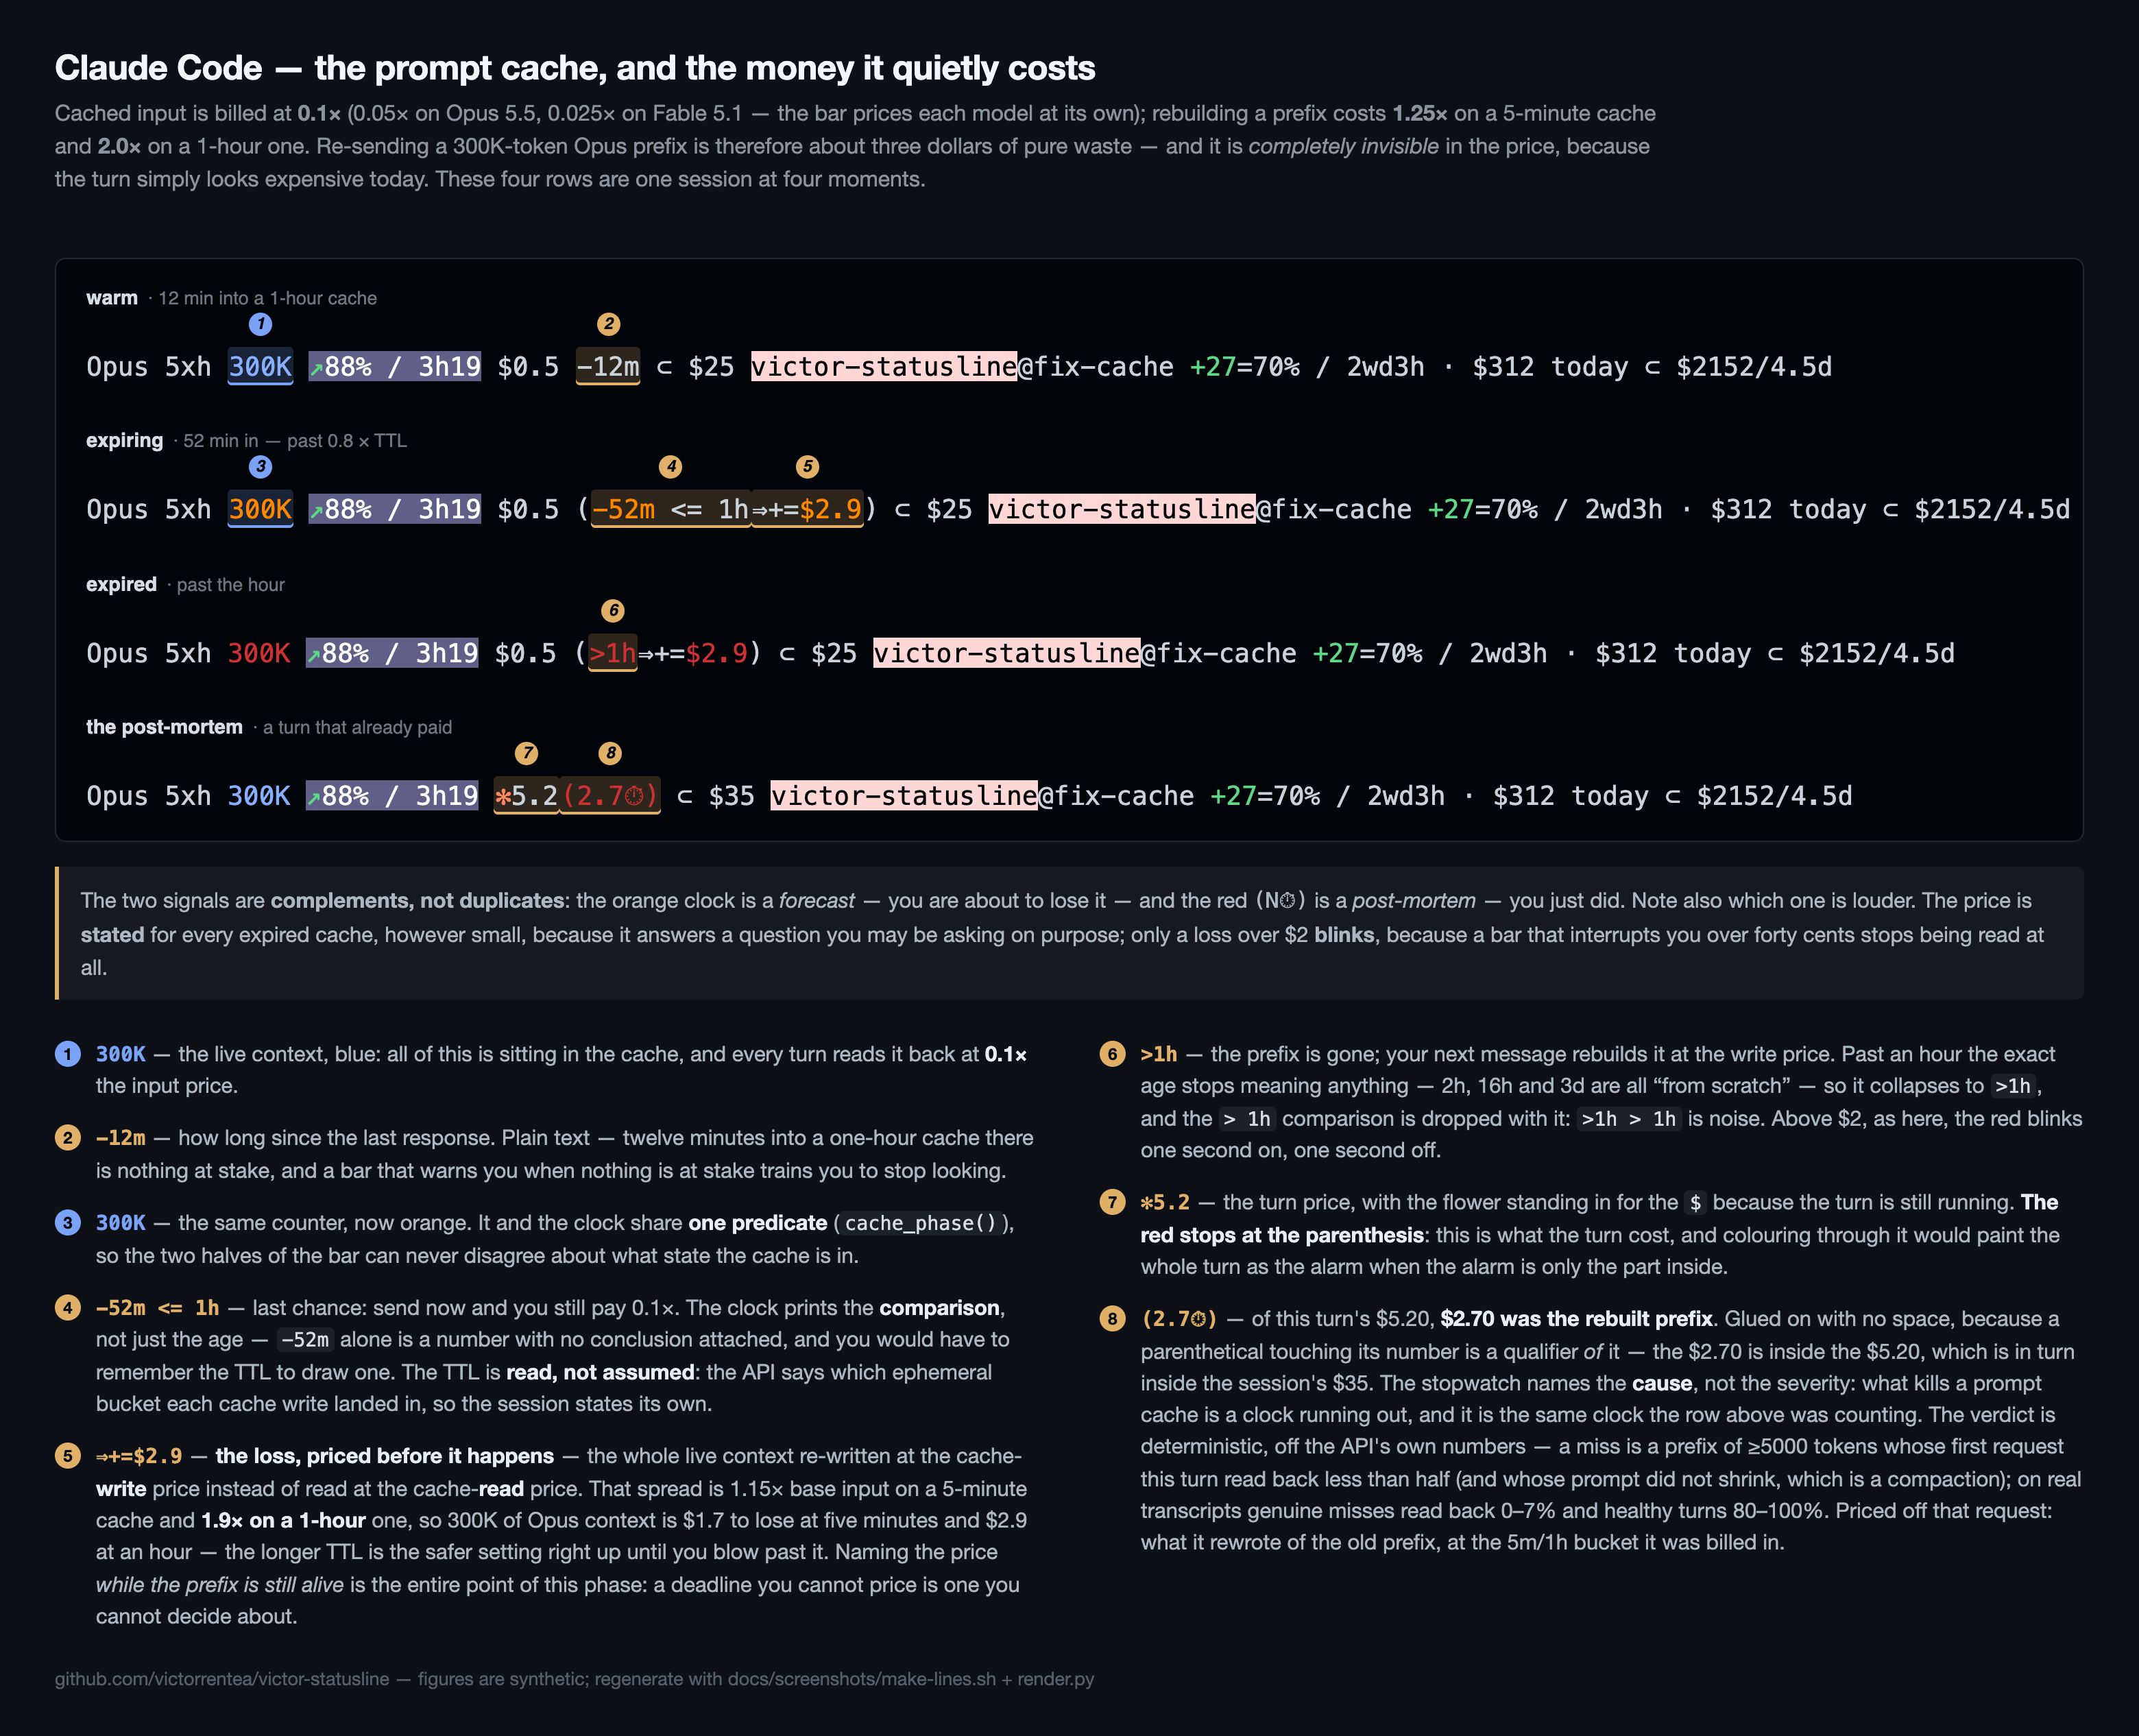 Claude Code — the prompt cache, and the money it quietly costs
Cached input is billed at 0.1× (0.05× on Opus 5.5, 0.025× on Fable 5.1 — the bar prices each model at its own); rebuilding a prefix costs 1.25× on a 5-minute cache
and 2.0× on a 1-hour one. Re-sending a 300K-token Opus prefix is therefore about three dollars of pure waste — and it is completely invisible in the price, because
the turn simply looks expensive today. These four rows are one session at four moments.
warm · 12 min into a 1-hour cache
1 2
Opus 5xh 300K ↗88% / 3h19 $0.5 −12m ⊂ $25 victor−statusline@fix−cache +27=70% / 2wd3h · $312 today ⊂ $2152/4.5d
expiring · 52 min in — past 0.8 × TTL
3 4 5
Opus 5xh 300K ↗88% / 3h19 $0.5 (−52m <= 1h⇒+=$2.9) ⊂ $25 victor−statusline@fix−cache +27=70% / 2wd3h · $312 today ⊂ $2152/4.5d
expired · past the hour
6
Opus 5xh 300K ↗88% / 3h19 $0.5 (>1h⇒+=$2.9) ⊂ $25 victor−statusline@fix−cache +27=70% / 2wd3h · $312 today ⊂ $2152/4.5d
the post-mortem · a turn that already paid
7 8
Opus 5xh 300K ↗88% / 3h19 ✻5.2(2.7⏱) ⊂ $35 victor−statusline@fix−cache +27=70% / 2wd3h · $312 today ⊂ $2152/4.5d
The two signals are complements, not duplicates: the orange clock is a forecast — you are about to lose it — and the red (N⏱) is a post-mortem — you just did. Note also which one is louder. The price is
stated for every expired cache, however small, because it answers a question you may be asking on purpose; only a loss over $2 blinks, because a bar that interrupts you over forty cents stops being read at
all.
1 300K — the live context, blue: all of this is sitting in the cache, and every turn reads it back at 0.1×
the input price.
2 −12m — how long since the last response. Plain text — twelve minutes into a one-hour cache there
is nothing at stake, and a bar that warns you when nothing is at stake trains you to stop looking.
3 300K — the same counter, now orange. It and the clock share one predicate (cache_phase()),
so the two halves of the bar can never disagree about what state the cache is in.
4 −52m <= 1h — last chance: send now and you still pay 0.1×. The clock prints the comparison,
not just the age — −52m alone is a number with no conclusion attached, and you would have to
remember the TTL to draw one. The TTL is read, not assumed: the API says which ephemeral
bucket each cache write landed in, so the session states its own.
5 ⇒+=$2.9 — the loss, priced before it happens — the whole live context re-written at the cache-
write price instead of read at the cache-read price. That spread is 1.15× base input on a 5-minute
cache and 1.9× on a 1-hour one, so 300K of Opus context is $1.7 to lose at five minutes and $2.9
at an hour — the longer TTL is the safer setting right up until you blow past it. Naming the price
while the prefix is still alive is the entire point of this phase: a deadline you cannot price is one you
cannot decide about.
6 >1h — the prefix is gone; your next message rebuilds it at the write price. Past an hour the exact
age stops meaning anything — 2h, 16h and 3d are all “from scratch” — so it collapses to >1h,
and the > 1h comparison is dropped with it: >1h > 1h is noise. Above $2, as here, the red blinks
one second on, one second off.
7 ✻5.2 — the turn price, with the flower standing in for the $ because the turn is still running. The
red stops at the parenthesis: this is what the turn cost, and colouring through it would paint the
whole turn as the alarm when the alarm is only the part inside.
8 (2.7⏱) — of this turn's $5.20, $2.70 was the rebuilt prefix. Glued on with no space, because a
parenthetical touching its number is a qualifier of it — the $2.70 is inside the $5.20, which is in turn
inside the session's $35. The stopwatch names the cause, not the severity: what kills a prompt
cache is a clock running out, and it is the same clock the row above was counting. The verdict is
deterministic, off the API's own numbers — a miss is a prefix of ≥5000 tokens whose first request
this turn read back less than half (and whose prompt did not shrink, which is a compaction); on real
transcripts genuine misses read back 0–7% and healthy turns 80–100%. Priced off that request:
what it rewrote of the old prefix, at the 5m/1h bucket it was billed in.
github.com/victorrentea/victor-statusline — figures are synthetic; regenerate with docs/screenshots/make-lines.sh + render.py